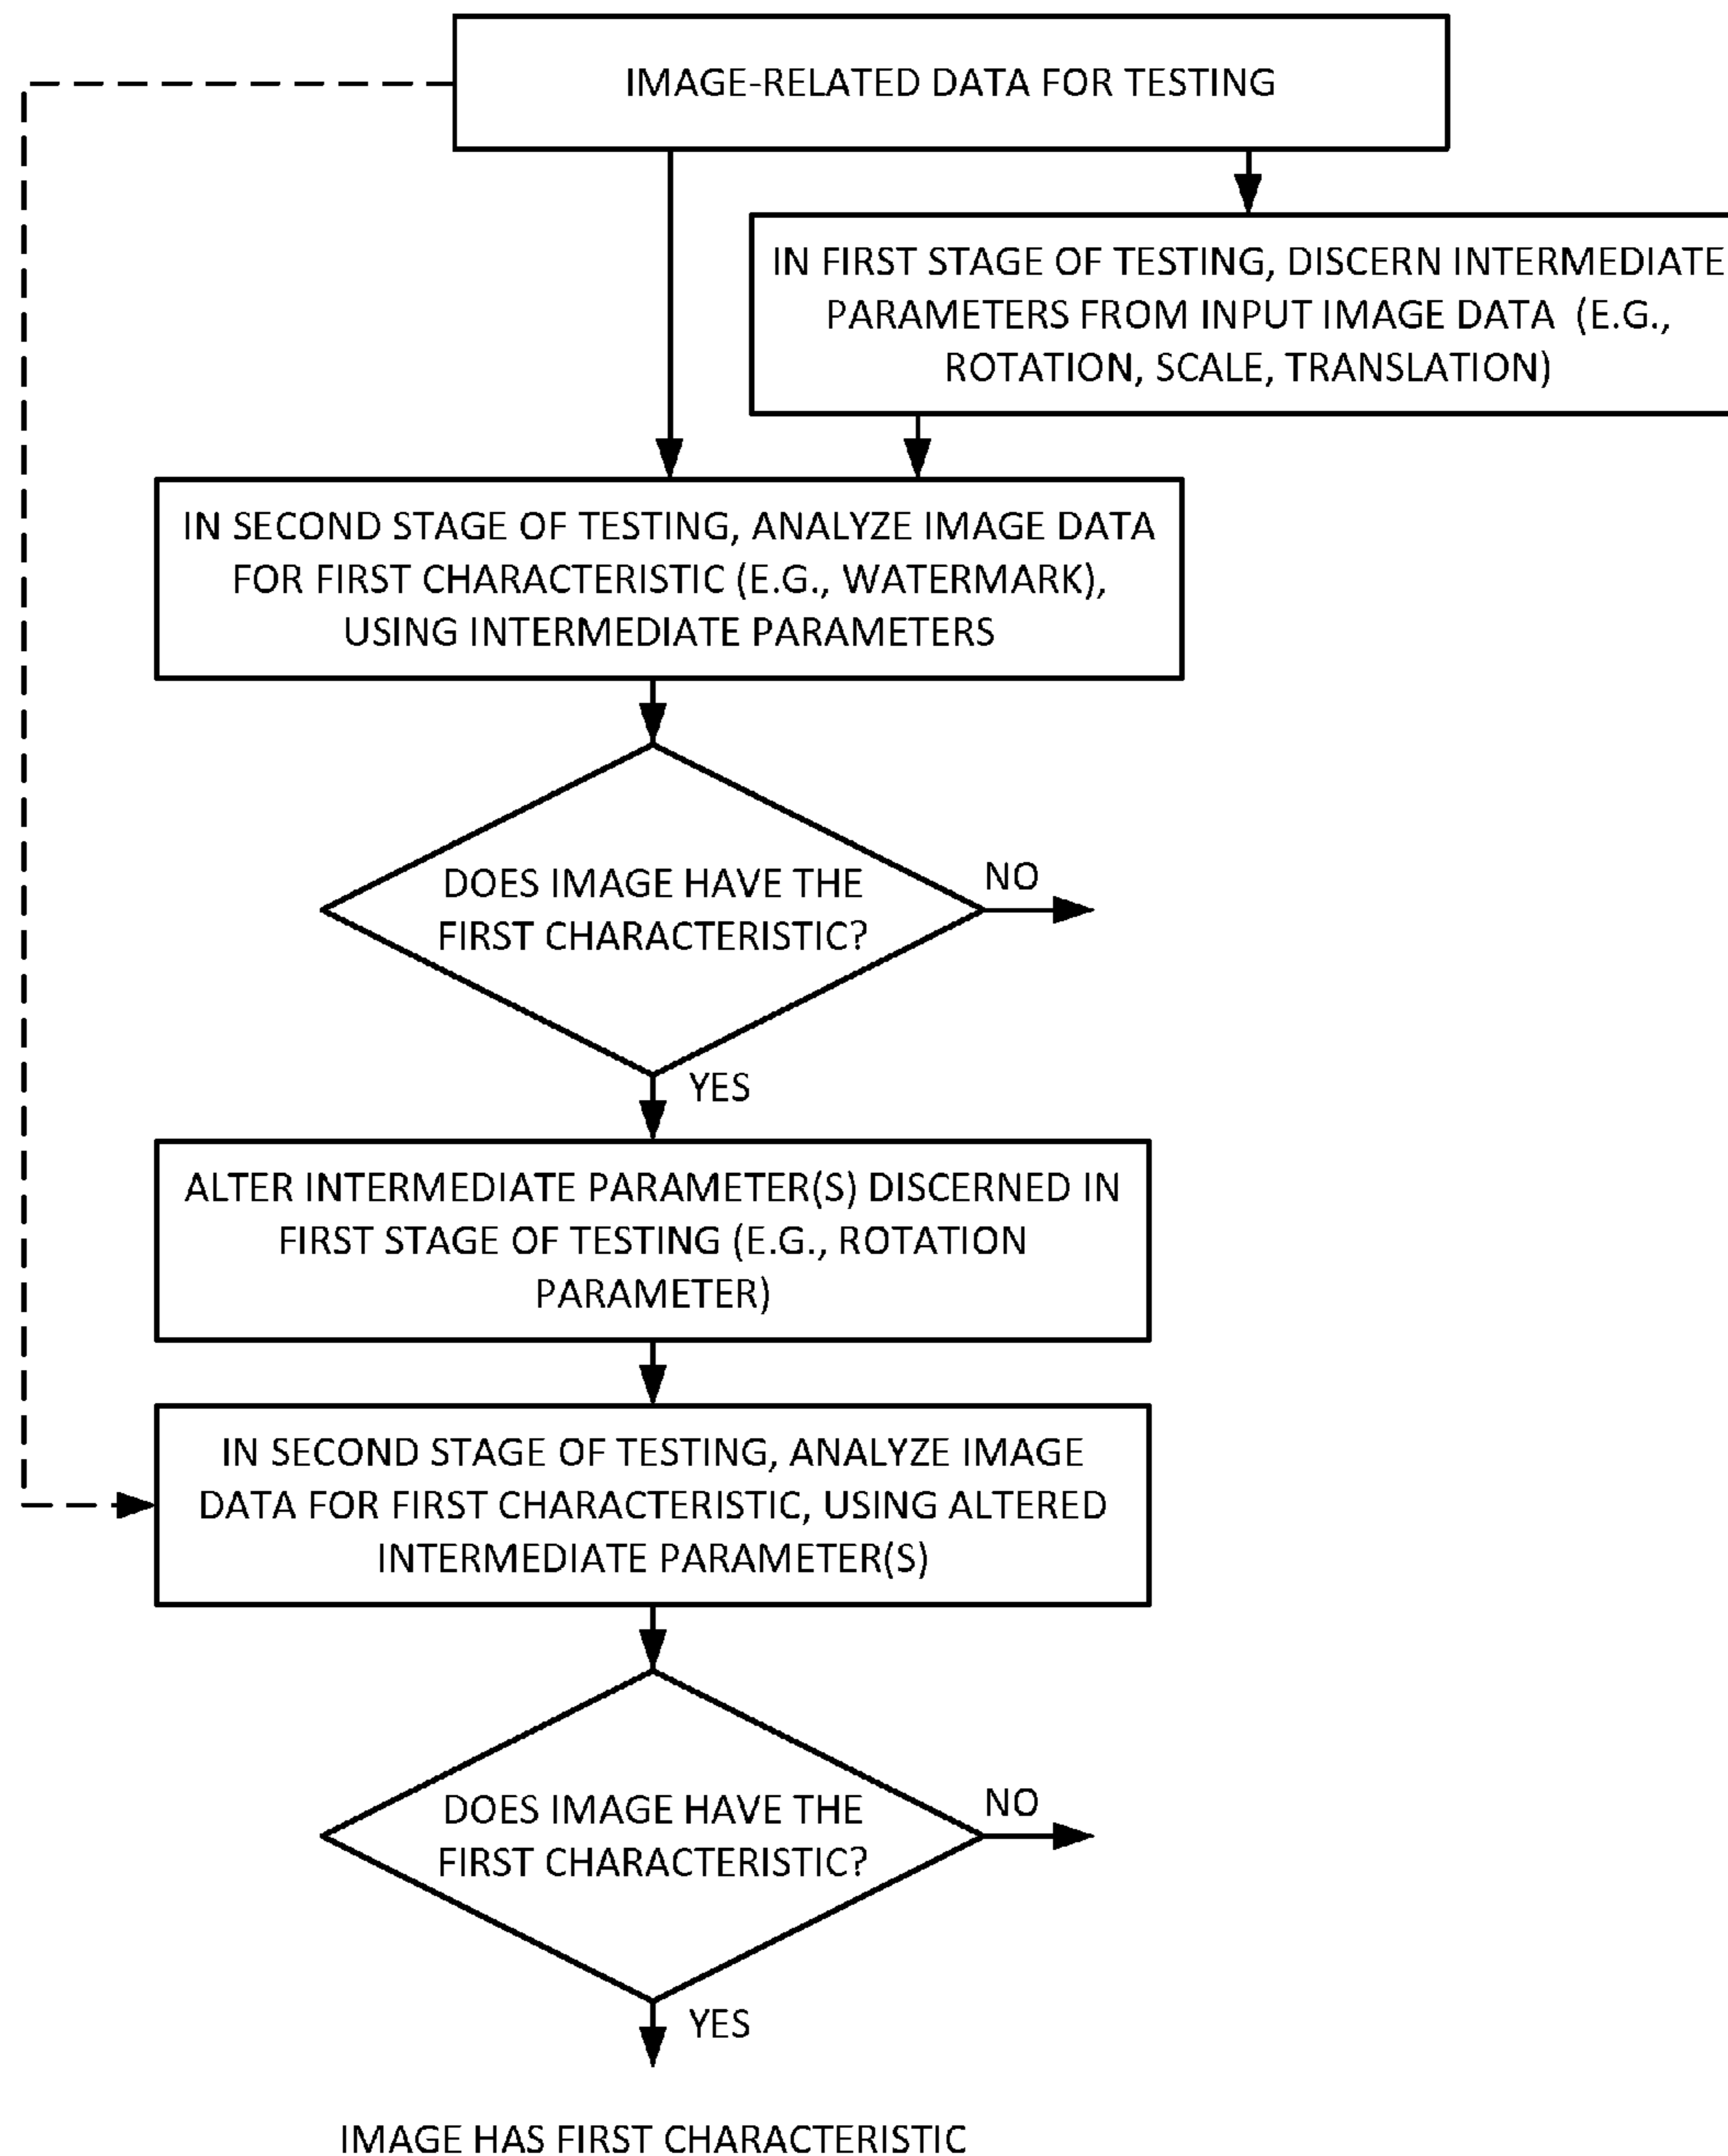 IMAGE-RELATED DATA FOR TESTING
IN FIRST STAGE OF TESTING, DISCERN INTERMEDIATE
PARAMETERS FROM INPUT IMAGE DATA (E.G.,
ROTATION, SCALE, TRANSLATION)
IN SECOND STAGE OF TESTING, ANALYZE IMAGE DATA
FOR FIRST CHARACTERISTIC (E.G., WATERMARK),
USING INTERMEDIATE PARAMETERS
DOES IMAGE HAVE THE
FIRST CHARACTERISTIC?
NO
YES
ALTER INTERMEDIATE PARAMETER(S) DISCERNED IN
FIRST STAGE OF TESTING (E.G., ROTATION
PARAMETER)
IN SECOND STAGE OF TESTING, ANALYZE IMAGE
DATA FOR FIRST CHARACTERISTIC, USING ALTERED
INTERMEDIATE PARAMETER(S)
DOES IMAGE HAVE THE
FIRST CHARACTERISTIC?
NO
YES
IMAGE HAS FIRST CHARACTERISTIC